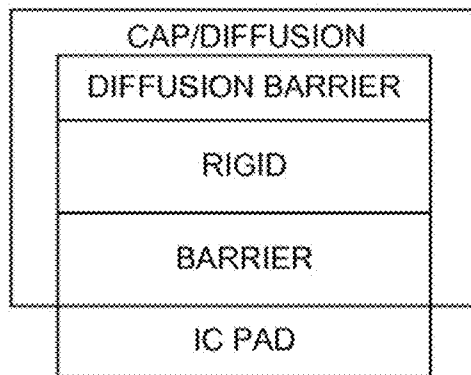 CAP/DIFFUSION
DIFFUSION BARRIER
RIGID
BARRIER
IC PAD